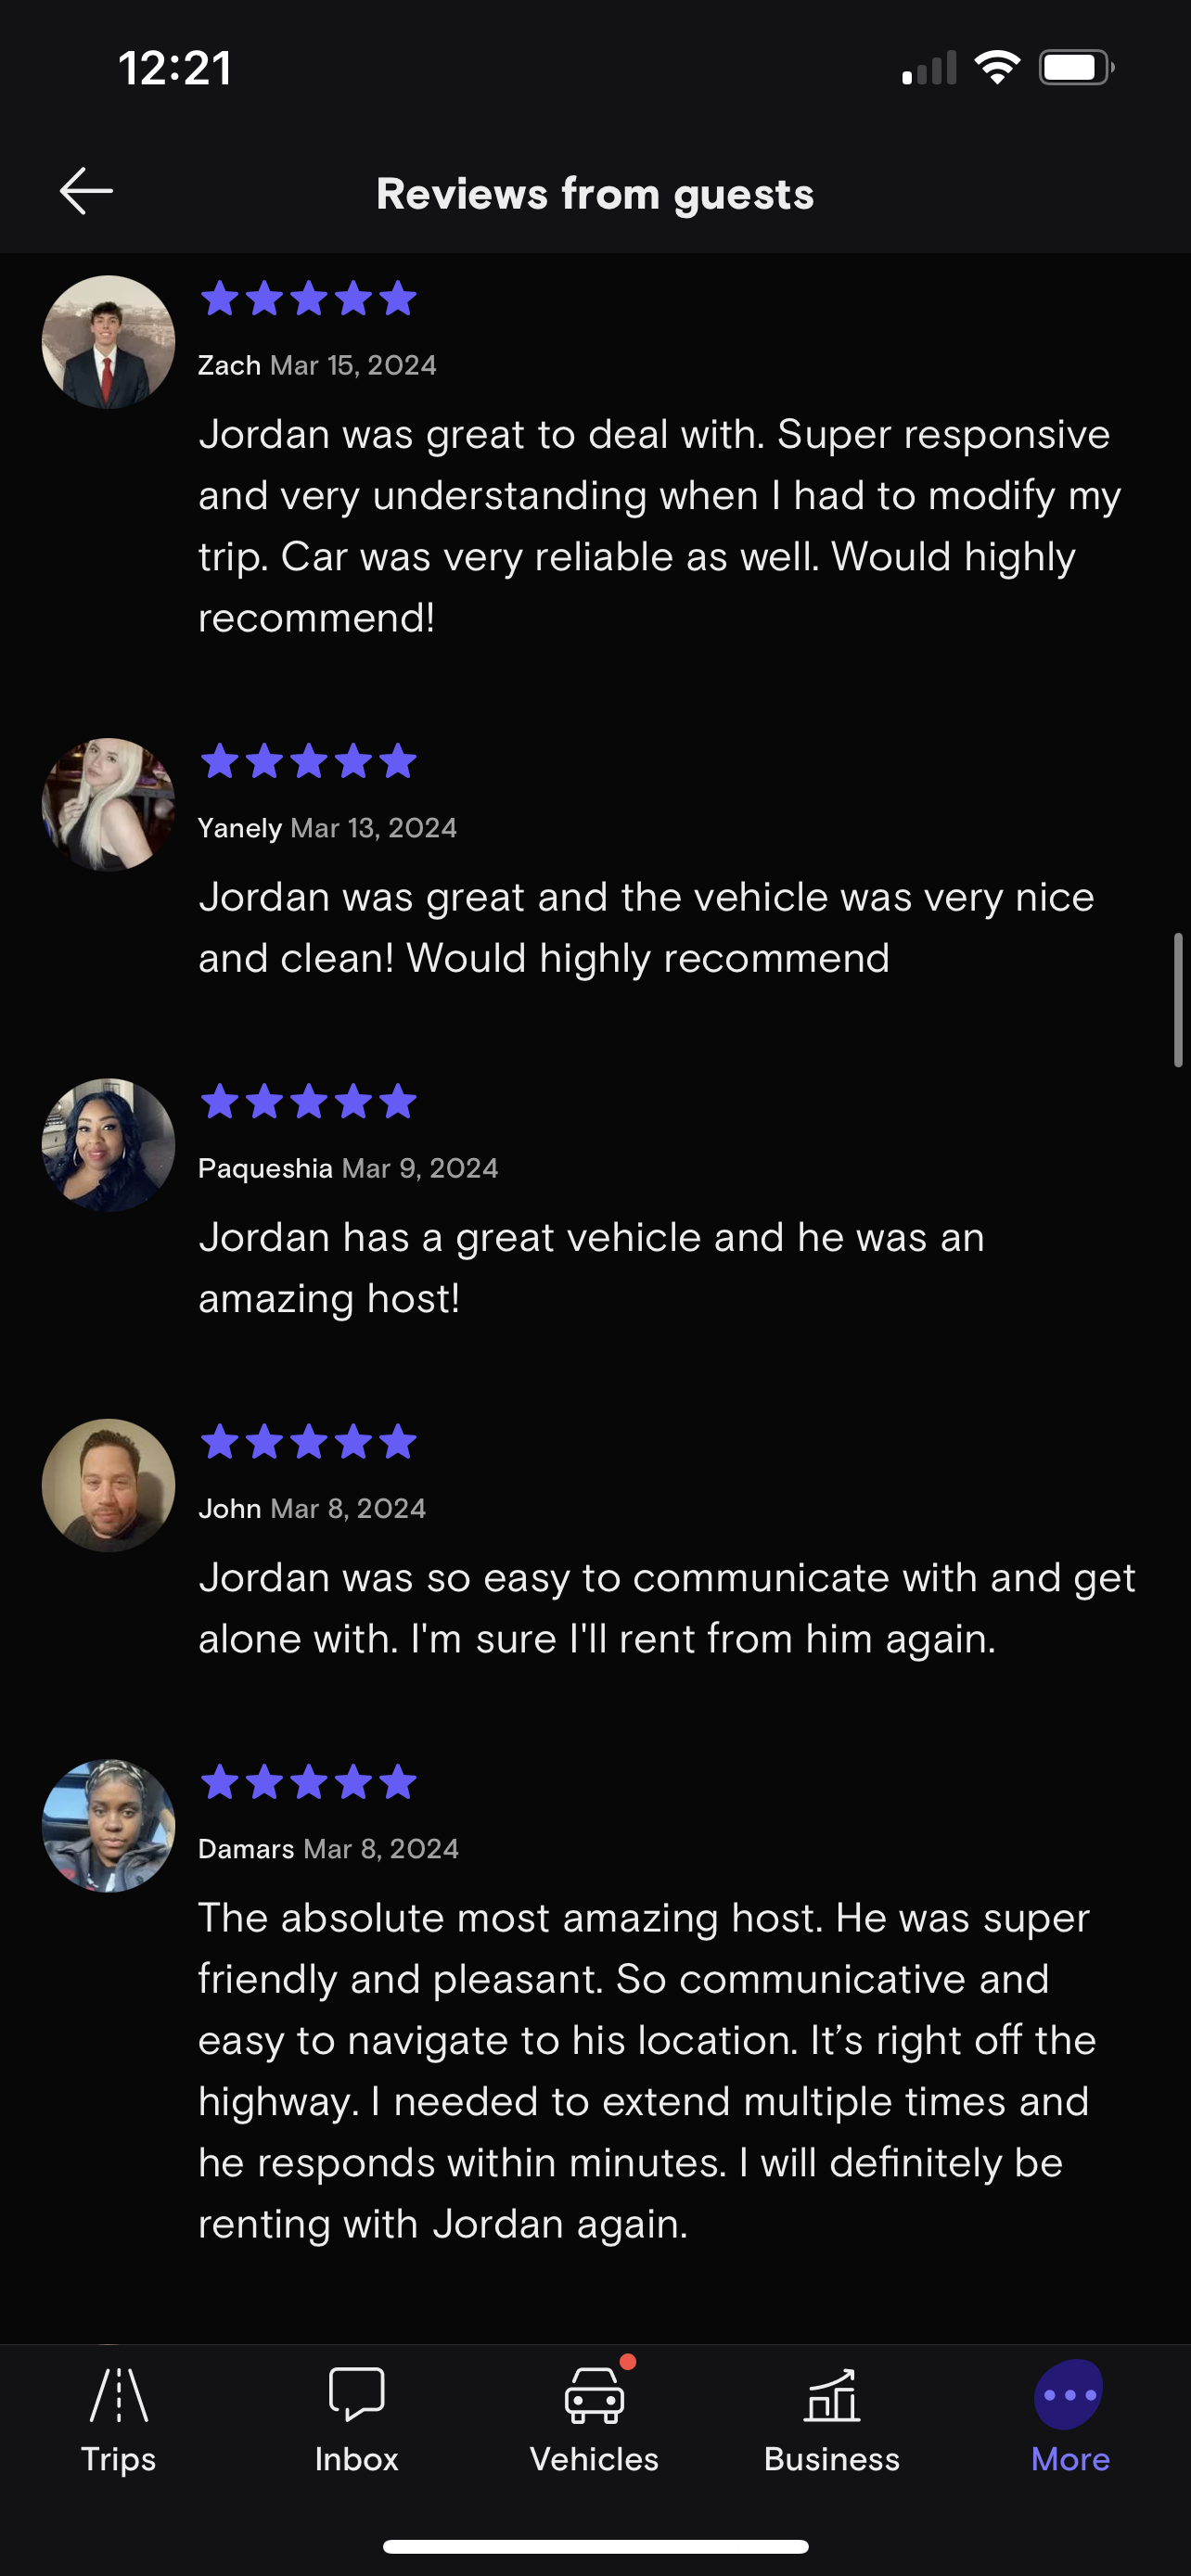 12:21
Reviews from guests
Zach Mar 15, 2024
Jordan was great to deal with. Super responsive
and very understanding when I had to modify my
trip. Car was very reliable as well. Would highly
recommend!
Yanely Mar 13, 2024
Jordan was great and the vehicle was very nice
and clean! Would highly recommend
Paqueshia Mar 9, 2024
Jordan has a great vehicle and he was an
amazing host!
John Mar 8, 2024
Jordan was so easy to communicate with and get
alone with. I'm sure I'll rent from him again.
Damars Mar 8, 2024
The absolute most amazing host. He was super
friendly and pleasant. So communicative and
easy to navigate to his location. It’s right off the
highway. I needed to extend multiple times and
he responds within minutes. I will definitely be
renting with Jordan again.
Trips Inbox Vehicles Business More